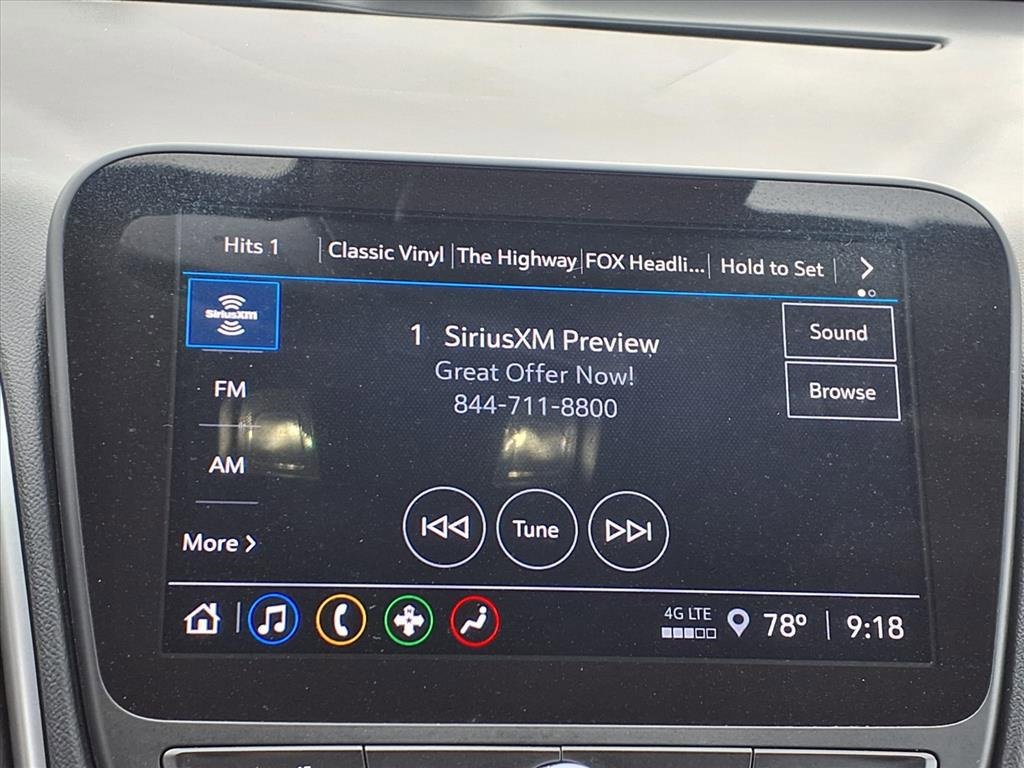 Hits 1 Classic Vinyl The Highway FOX Headli... Hold to Set
SiriusXM
1 SiriusXM Preview
Great Offer Now!
844-711-8800
Sound
Browse
FM
AM
More
Tune
4G LTE
78° 9:18